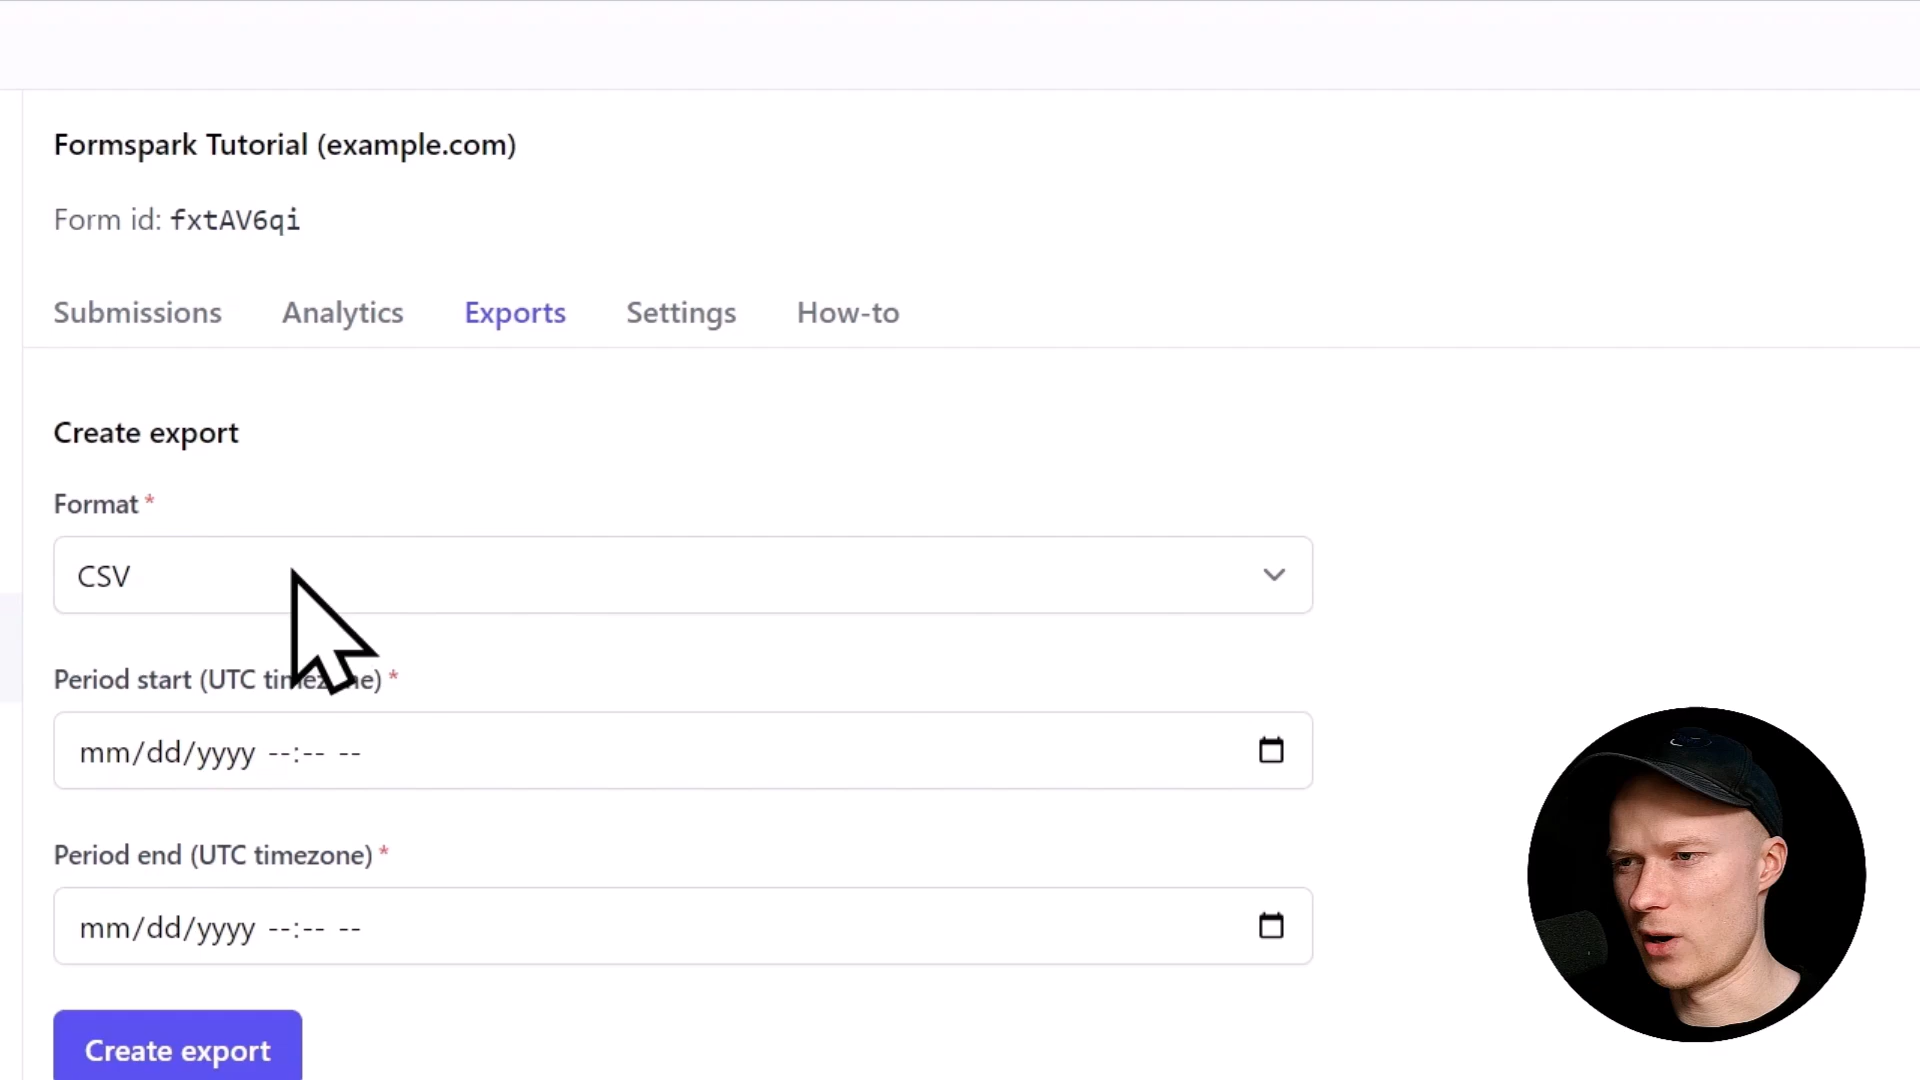 Formspark Tutorial (example.com)
Form id: fxtAV6qi
Submissions Analytics Exports Settings How-to
Create export
Format *
CSV
Period start (UTC timezone) *
mm/dd/yyyy --:-- --
Period end (UTC timezone) *
mm/dd/yyyy --:-- --
Create export